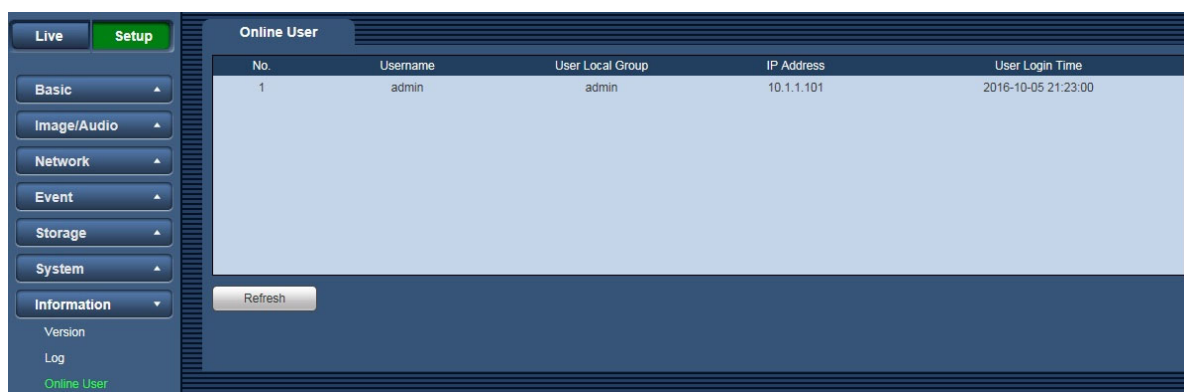 Live Setup
Basic
Image/Audio
Network
Event
Storage
System
Information
Version
Log
Online User
Online User
No. Username User Local Group IP Address User Login Time
1 admin admin 10.1.1.101 2016-10-05 21:23:00
Refresh